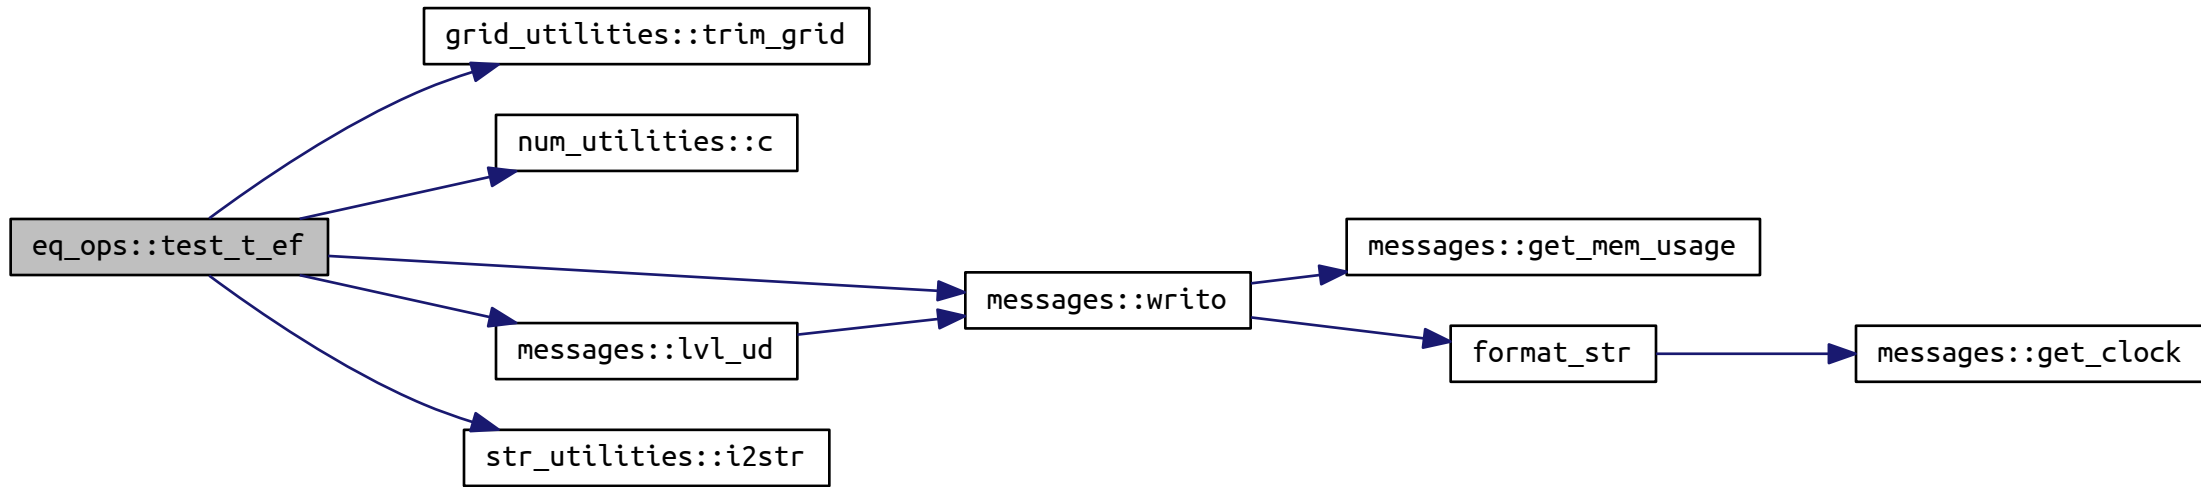 grid_utilities::trim_grid
num_utilities::c
eq_ops::test_t_ef
messages::get_mem_usage
messages::writo
messages::lvl_ud
format_str
messages::get_clock
str_utilities::i2str